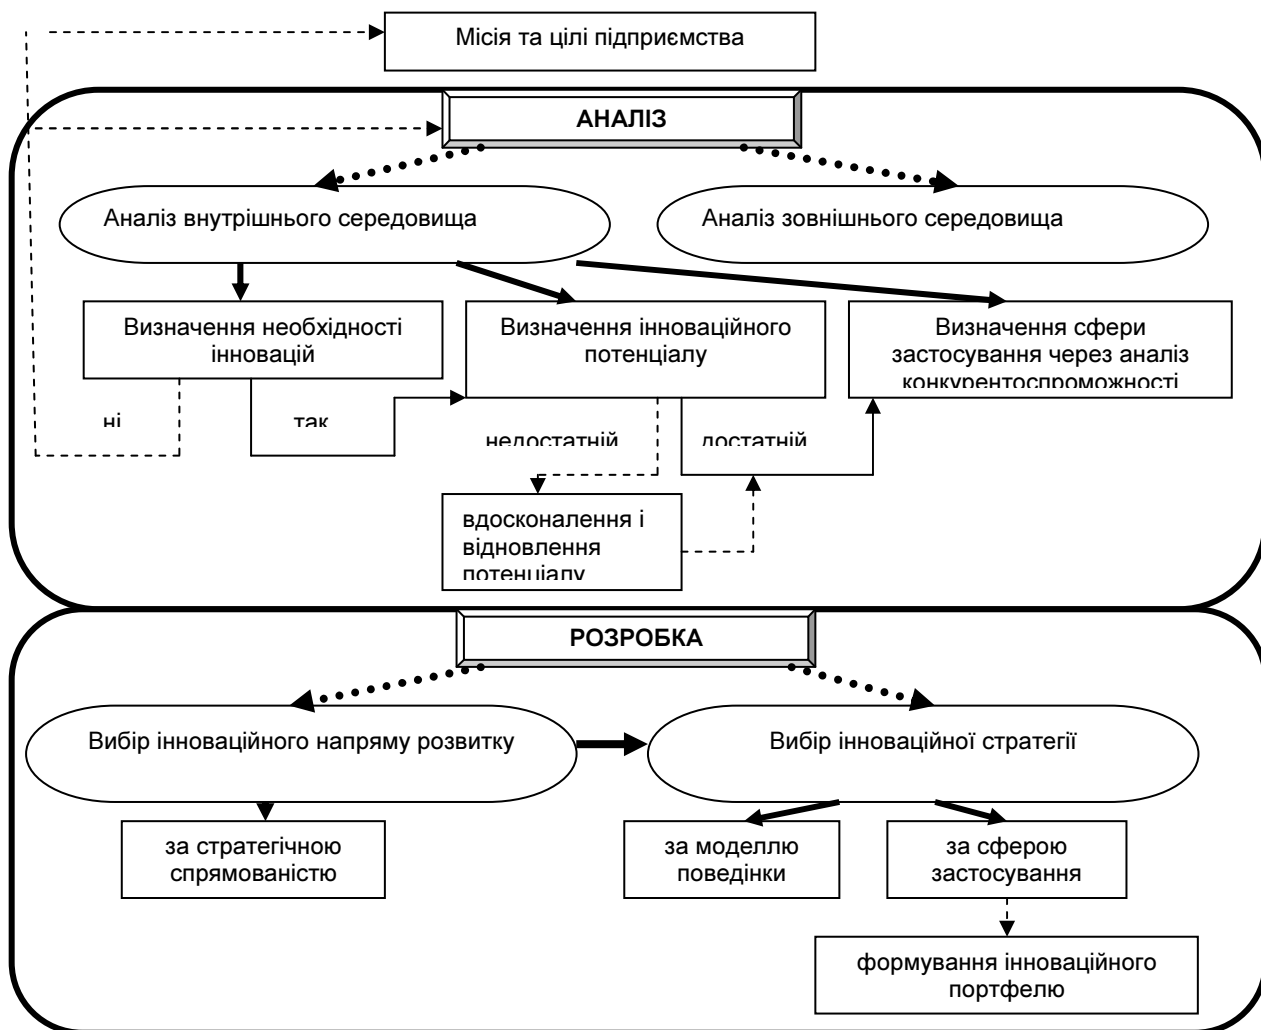 Місія та цілі підприємства
АНАЛІЗ
Аналіз внутрішнього середовища
Аналіз зовнішнього середовища
Визначення необхідності
інновацій
Визначення інноваційного
потенціалу
Визначення сфери
застосування через аналіз
конкурентоспроможності
ні
так
недостатній
достатній
вдосконалення і
відновлення
потенціалу
РОЗРОБКА
Вибір інноваційного напряму розвитку
Вибір інноваційної стратегії
за стратегічною
спрямованістю
за моделлю
поведінки
за сферою
застосування
формування інноваційного
портфелю